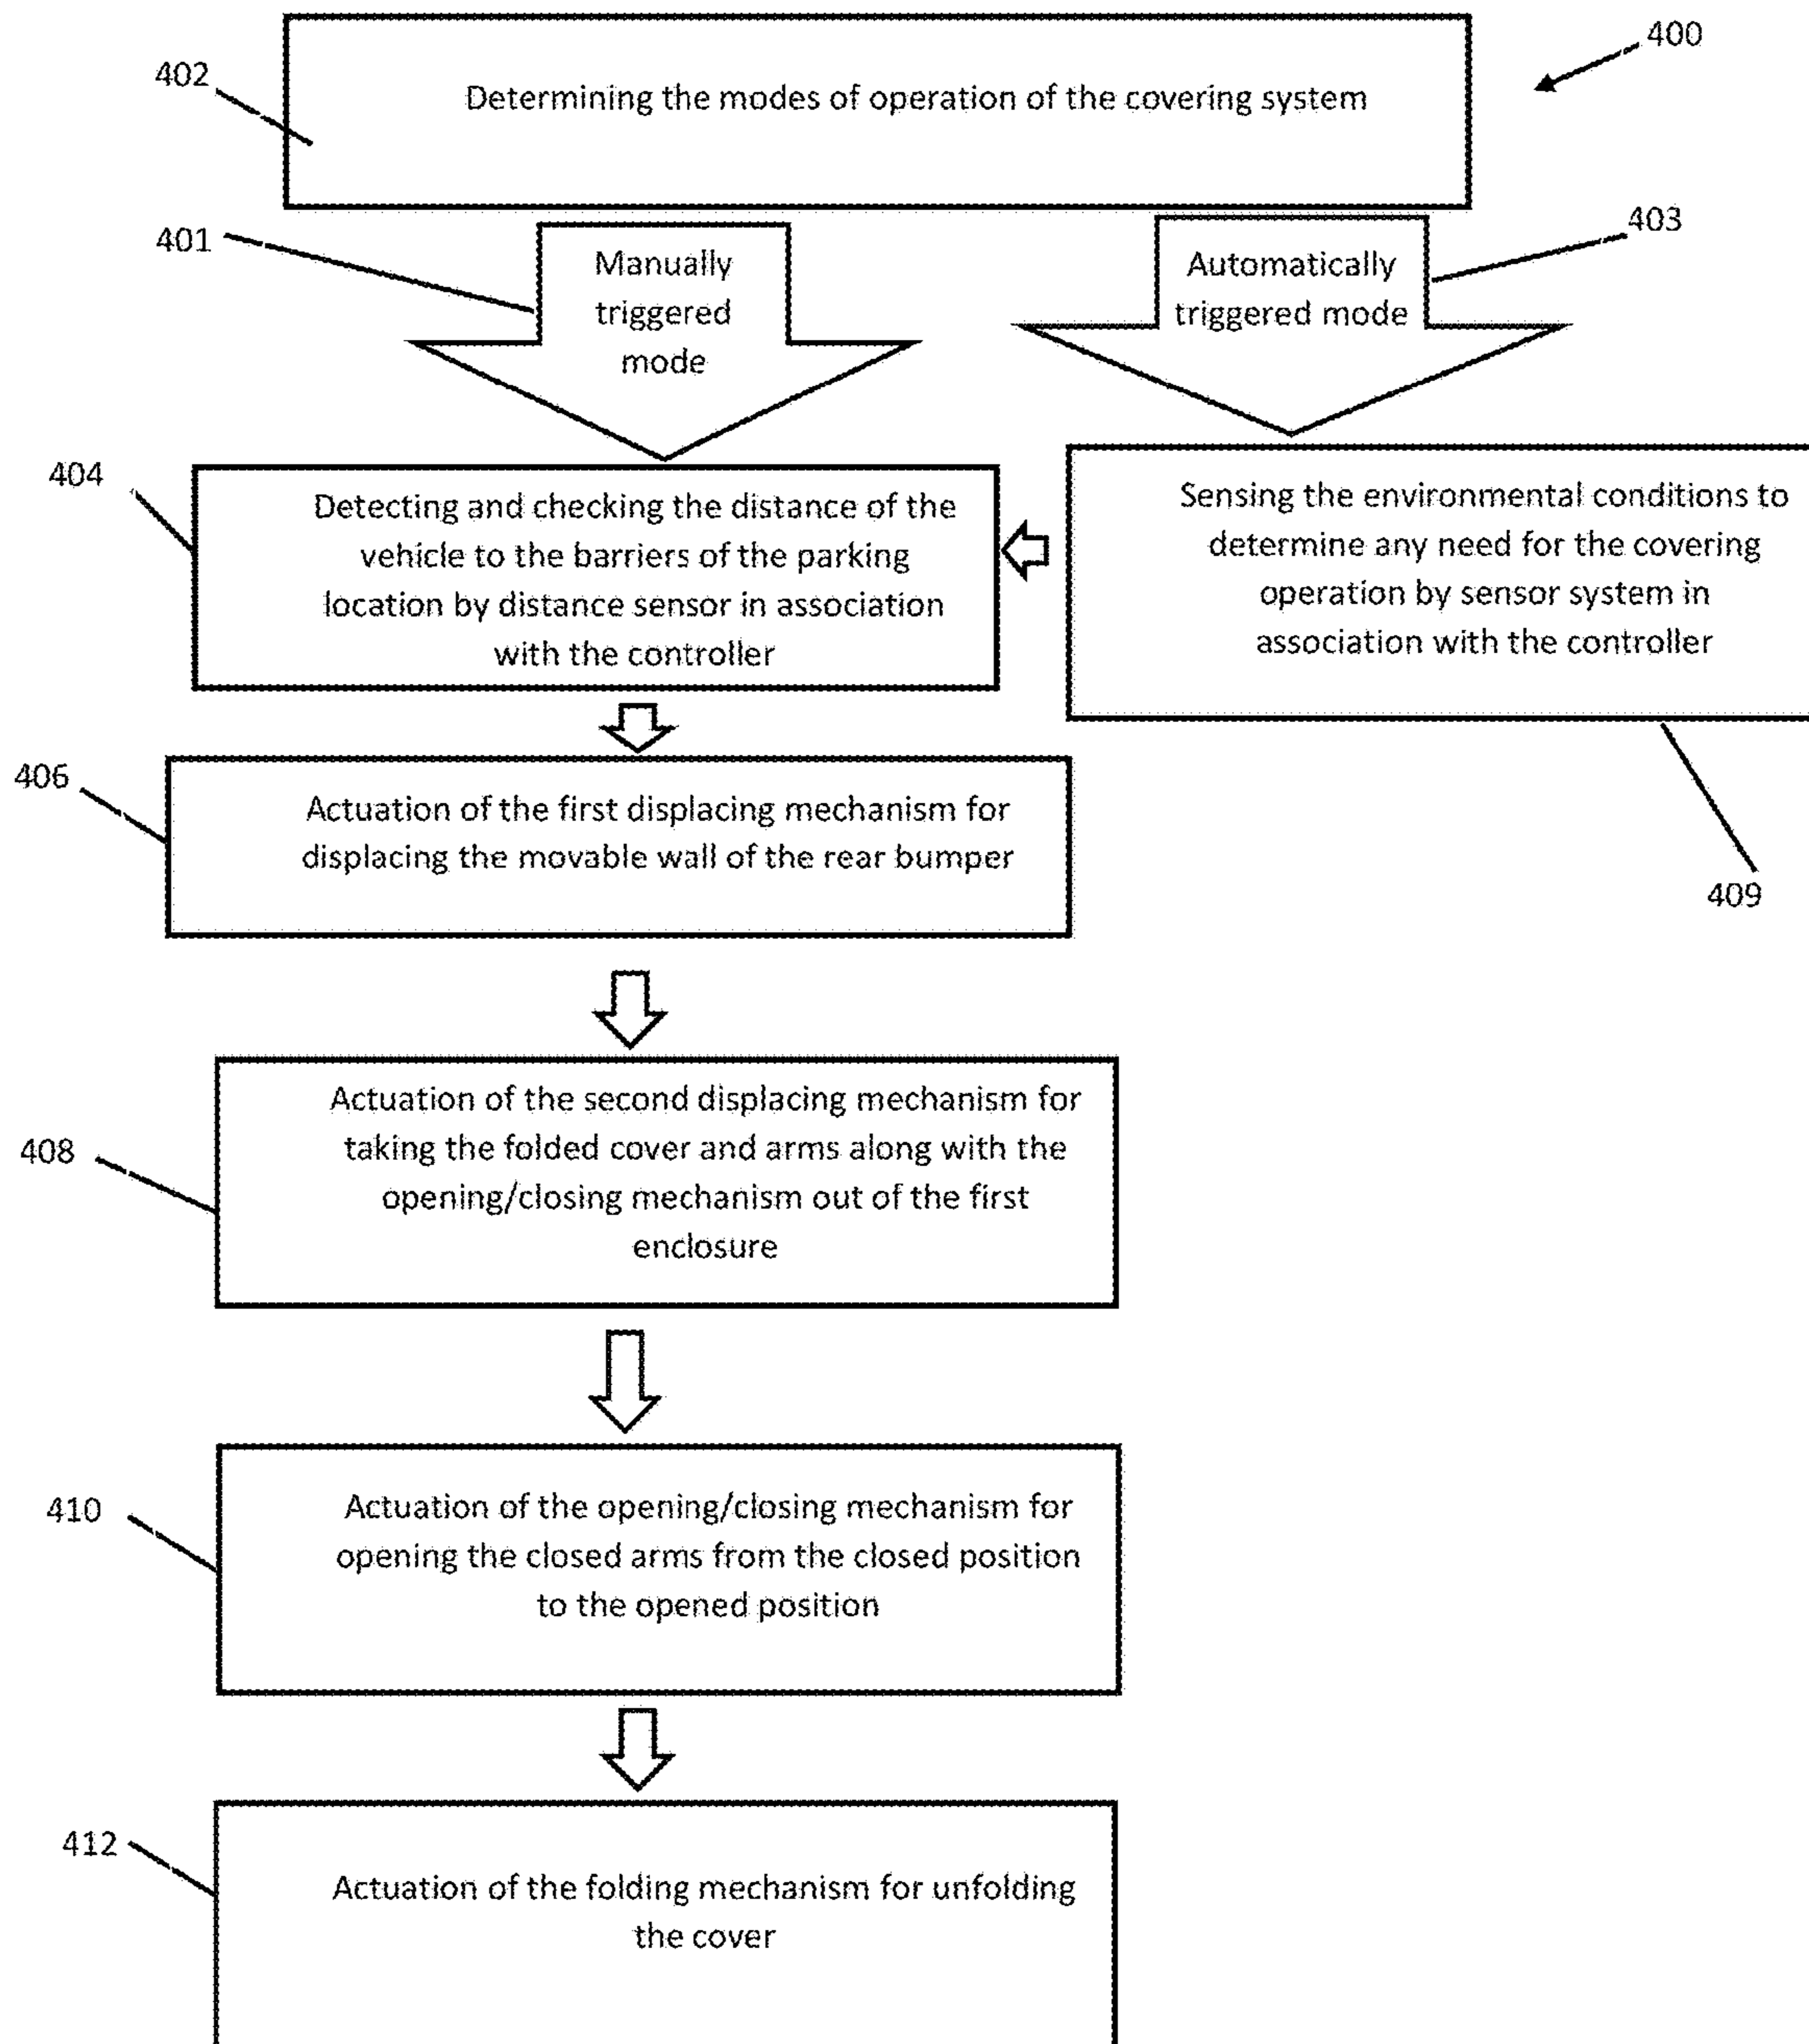 400
402
Determining the modes of operation of the covering system
401
Manually
triggered
mode
403
Automatically
triggered mode
404
Detecting and checking the distance of the
vehicle to the barriers of the parking
location by distance sensor in association
with the controller
Sensing the environmental conditions to
determine any need for the covering
operation by sensor system in
association with the controller
409
406
Actuation of the first displacing mechanism for
displacing the movable wall of the rear bumper
408
Actuation of the second displacing mechanism for
taking the folded cover and arms along with the
opening/closing mechanism out of the first
enclosure
410
Actuation of the opening/closing mechanism for
opening the closed arms from the closed position
to the opened position
412
Actuation of the folding mechanism for unfolding
the cover